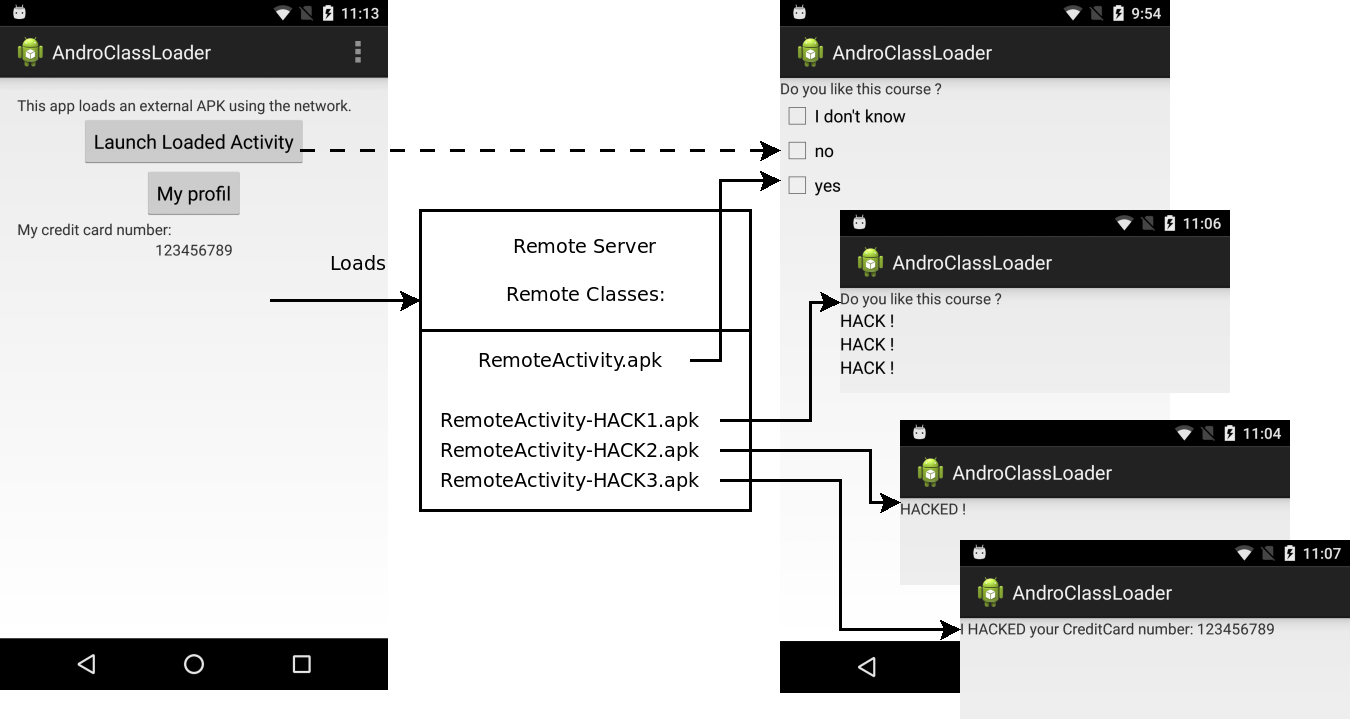 11:13
AndroClassLoader
This app loads an external APK using the network.
Launch Loaded Activity
My profil
My credit card number:
123456789
Loads
Remote Server
Remote Classes:
RemoteActivity.apk
RemoteActivity-HACK1.apk
RemoteActivity-HACK2.apk
RemoteActivity-HACK3.apk
9:54
AndroClassLoader
Do you like this course ?
I don't know
no
yes
11:06
AndroClassLoader
Do you like this course ?
HACK !
HACK !
HACK !
11:04
AndroClassLoader
HACKED !
11:07
AndroClassLoader
I HACKED your CreditCard number: 123456789